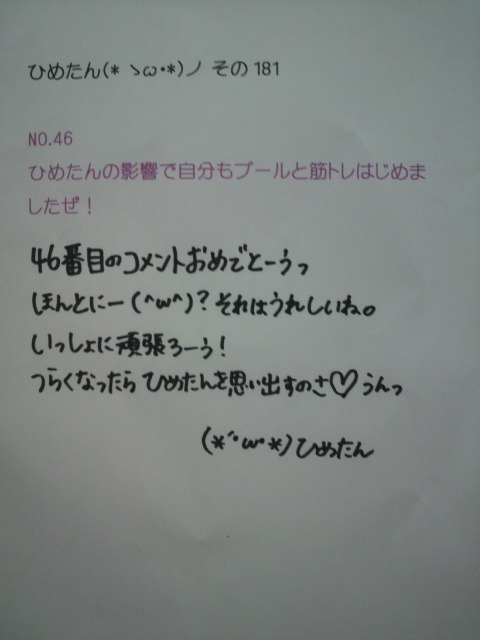 ひめたん(* ゝω･*)ノ その181
NO.46
ひめたんの影響で自分もプールと筋トレはじめま
したぜ！
46番目のコメントおめでとーうっ
ほんとにー(^ω^)?それはうれしいね。
いっしょに頑張ろーう!
つらくなったらひめたんを思い出すのさ♡うんっ
(*´･ω･*)ひめたん